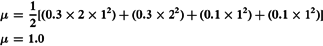 μ = 1/2[(0.3 × 2 × 1²) + (0.3 × 2²) + (0.1 × 1²) + (0.1 × 1²)]
μ = 1.0